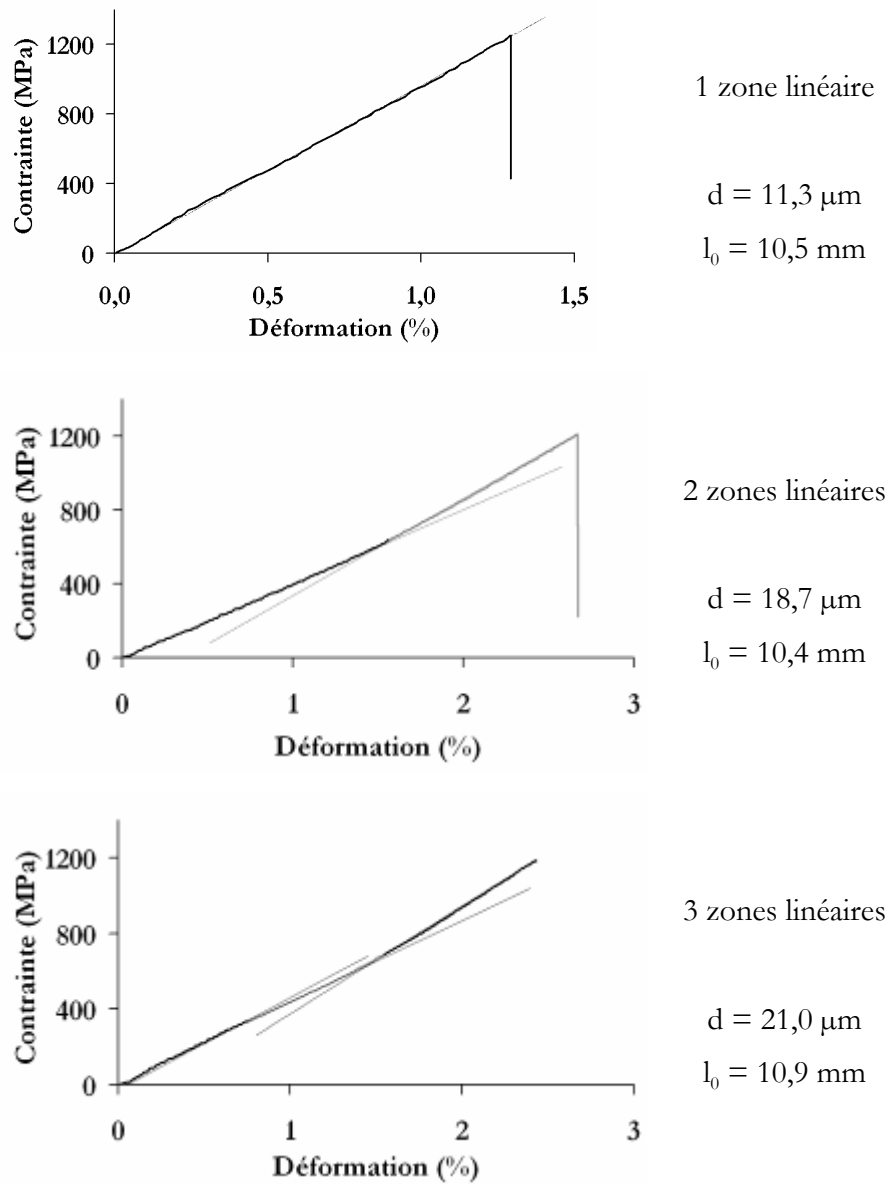 Contrainte (MPa)
1200
800
400
0
0,0 0,5 1,0 1,5
Déformation (%)
1 zone linéaire
d = 11,3 μm
l₀ = 10,5 mm
Contrainte (MPa)
1200
800
400
0
0 1 2 3
Déformation (%)
2 zones linéaires
d = 18,7 μm
l₀ = 10,4 mm
Contrainte (MPa)
1200
800
400
0
0 1 2 3
Déformation (%)
3 zones linéaires
d = 21,0 μm
l₀ = 10,9 mm